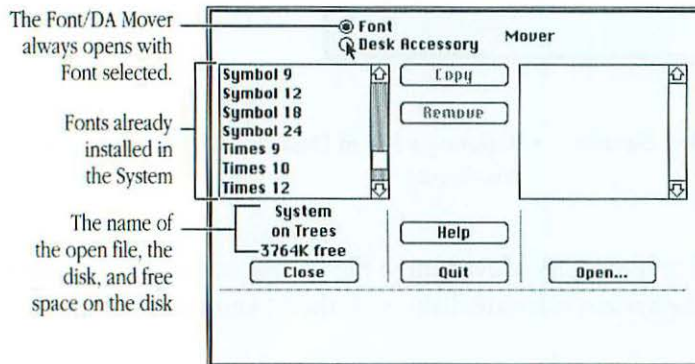 The Font/DA Mover
always opens with
Font selected.
Fonts already
installed in
the System
The name of
the open file, the
disk, and free
space on the disk
Font
Desk Accessory
Mover
Symbol 9
Symbol 12
Symbol 18
Symbol 24
Times 9
Times 10
Times 12
Copy
Remove
System
on Trees
3764K free
Help
Close
Quit
Open...